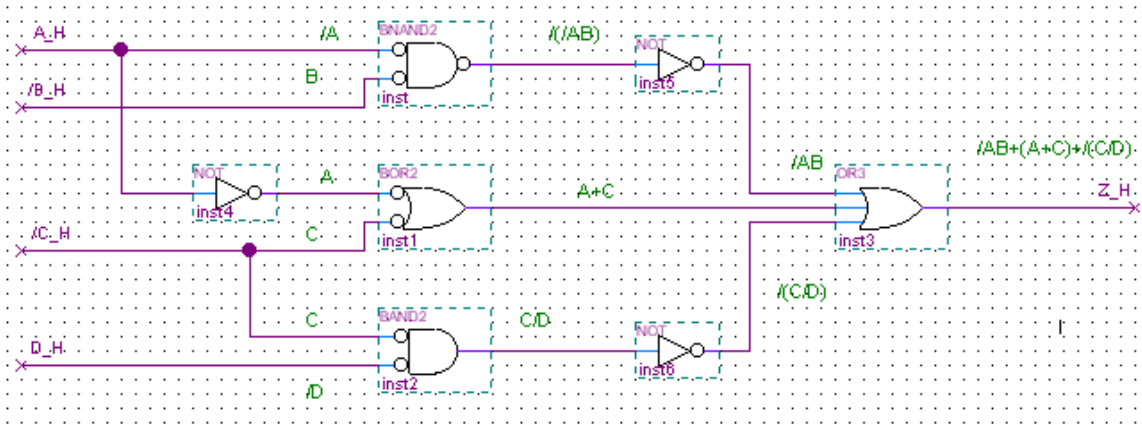 A_H
/A
BNAND2
/(/AB)
NOT
B
inst5
/B_H
inst
/AB+(A+C)+/(C/D)
NOT
A
BOR2
A+C
/AB
OR3
Z_H
inst4
/C_H
C
inst1
inst3
/(C/D)
C
BAND2
C/D
NOT
D_H
inst6
/D
inst2